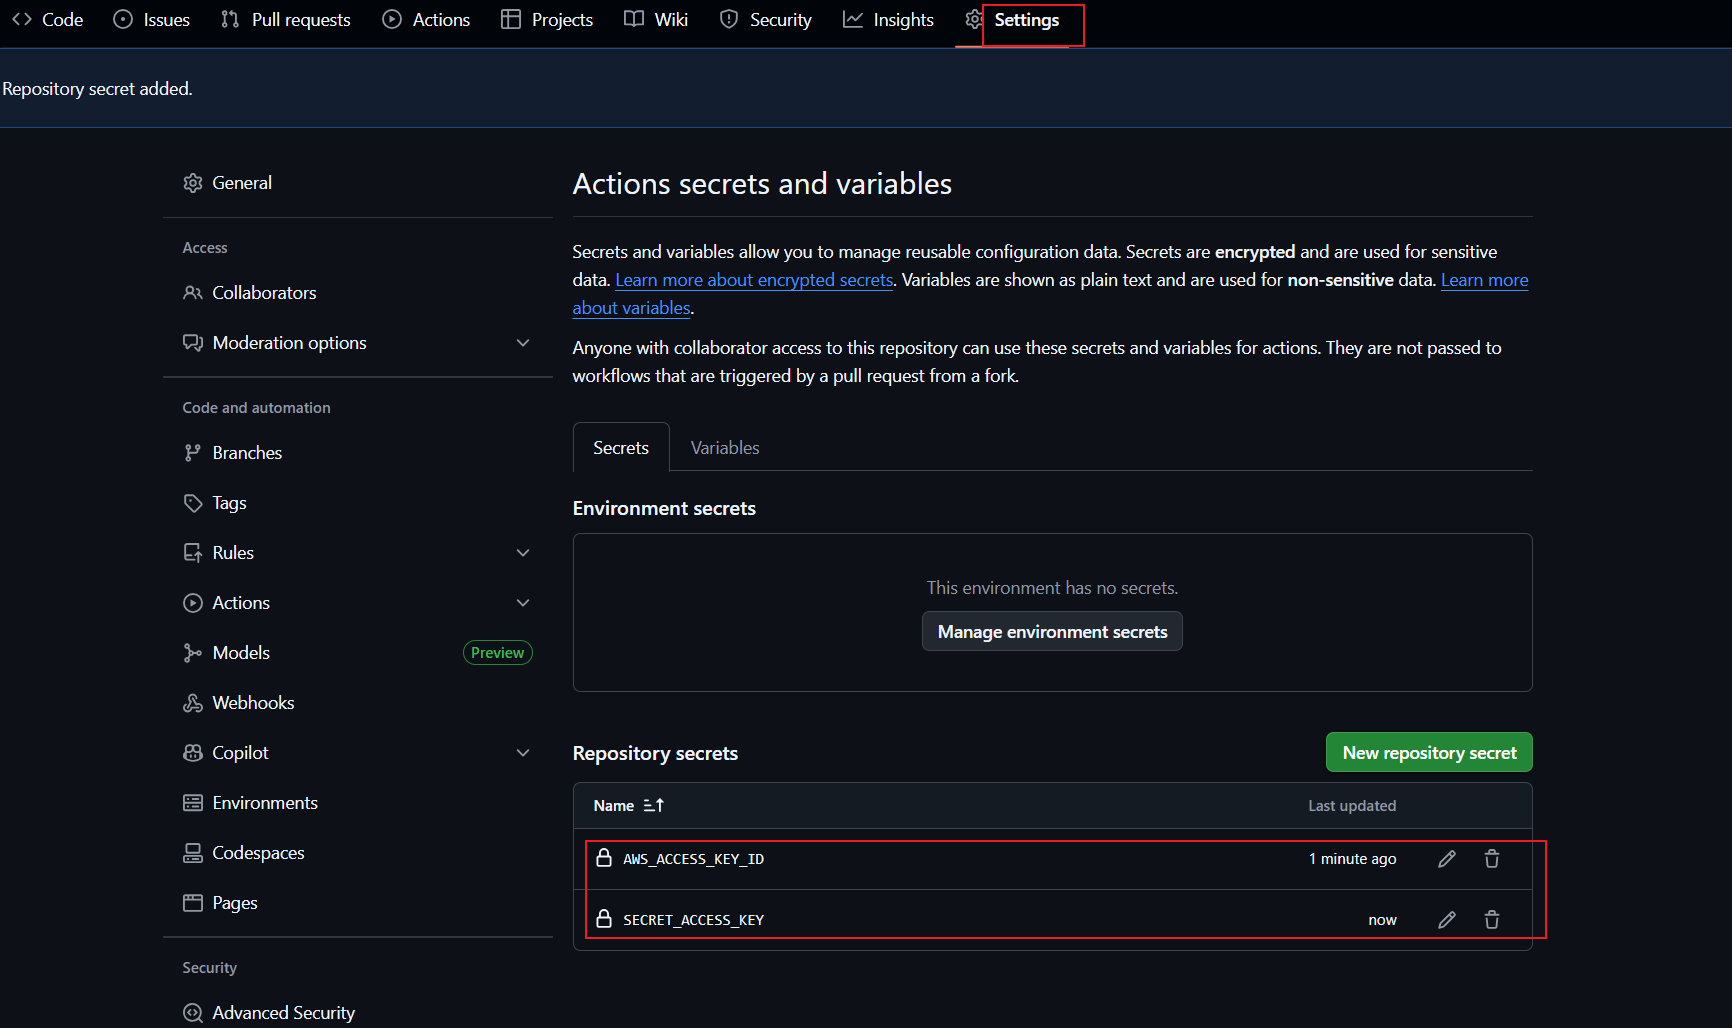 Code Issues Pull requests Actions Projects Wiki Security Insights Settings
Repository secret added.
General
Access
Collaborators
Moderation options
Code and automation
Branches
Tags
Rules
Actions
Models Preview
Webhooks
Copilot
Environments
Codespaces
Pages
Security
Advanced Security
Actions secrets and variables
Secrets and variables allow you to manage reusable configuration data. Secrets are encrypted and are used for sensitive
data. Learn more about encrypted secrets. Variables are shown as plain text and are used for non-sensitive data. Learn more
about variables.
Anyone with collaborator access to this repository can use these secrets and variables for actions. They are not passed to
workflows that are triggered by a pull request from a fork.
Secrets Variables
Environment secrets
This environment has no secrets.
Manage environment secrets
Repository secrets New repository secret
Name Last updated
AWS_ACCESS_KEY_ID 1 minute ago
SECRET_ACCESS_KEY now